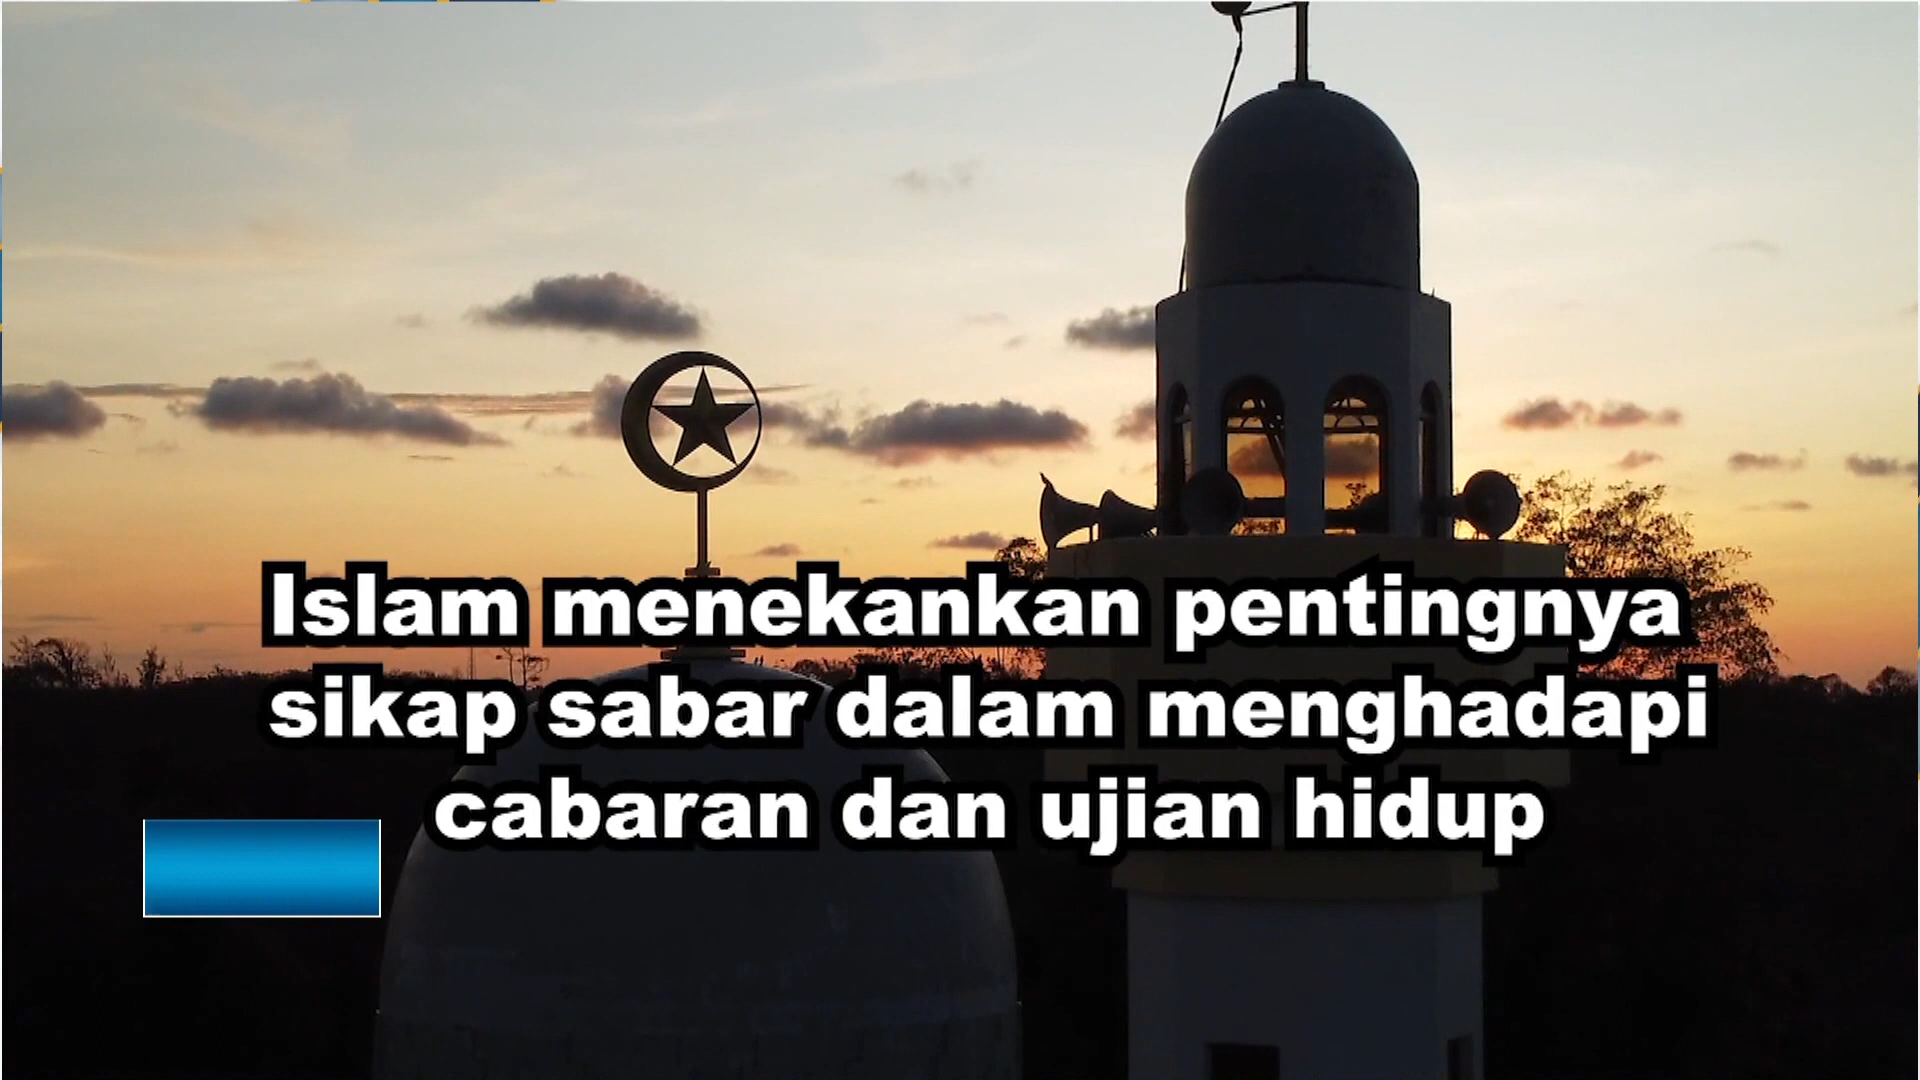 Islam menekankan pentingnya
sikap sabar dalam menghadapi
cabaran dan ujian hidup